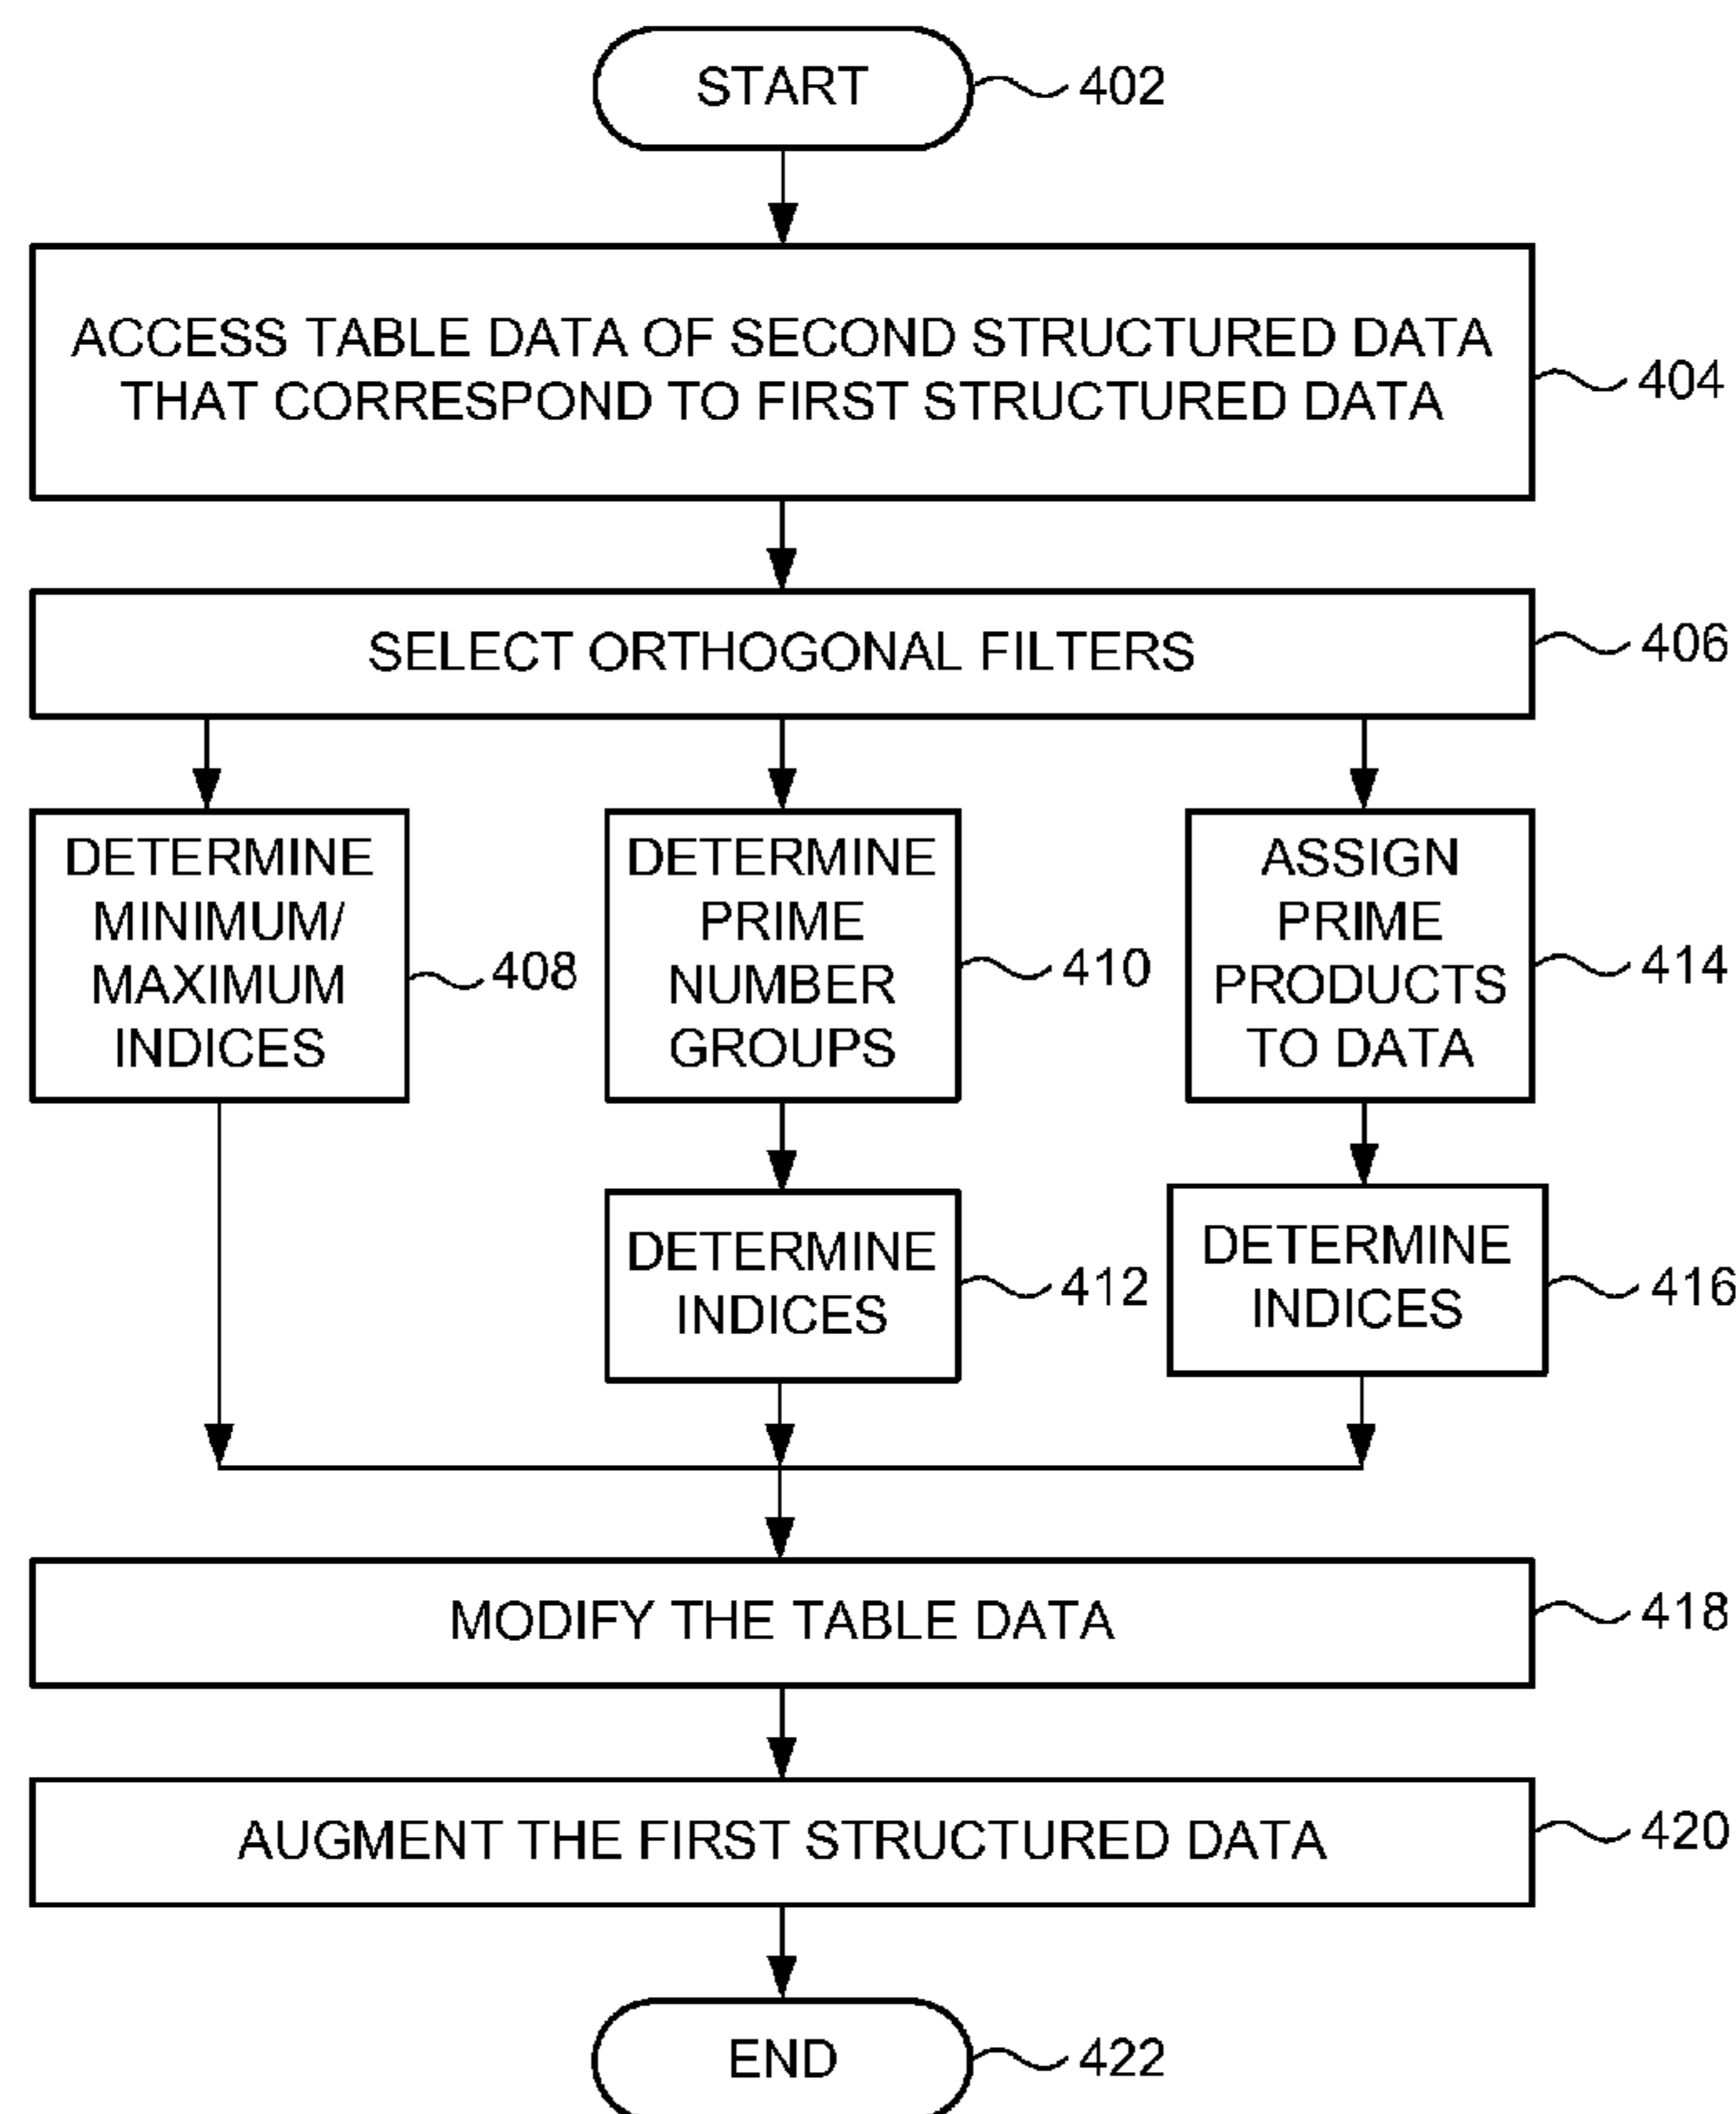 START
402
ACCESS TABLE DATA OF SECOND STRUCTURED DATA
THAT CORRESPOND TO FIRST STRUCTURED DATA
404
SELECT ORTHOGONAL FILTERS
406
DETERMINE
MINIMUM/
MAXIMUM
INDICES
408
DETERMINE
PRIME
NUMBER
GROUPS
410
ASSIGN
PRIME
PRODUCTS
TO DATA
414
DETERMINE
INDICES
412
DETERMINE
INDICES
416
MODIFY THE TABLE DATA
418
AUGMENT THE FIRST STRUCTURED DATA
420
END
422